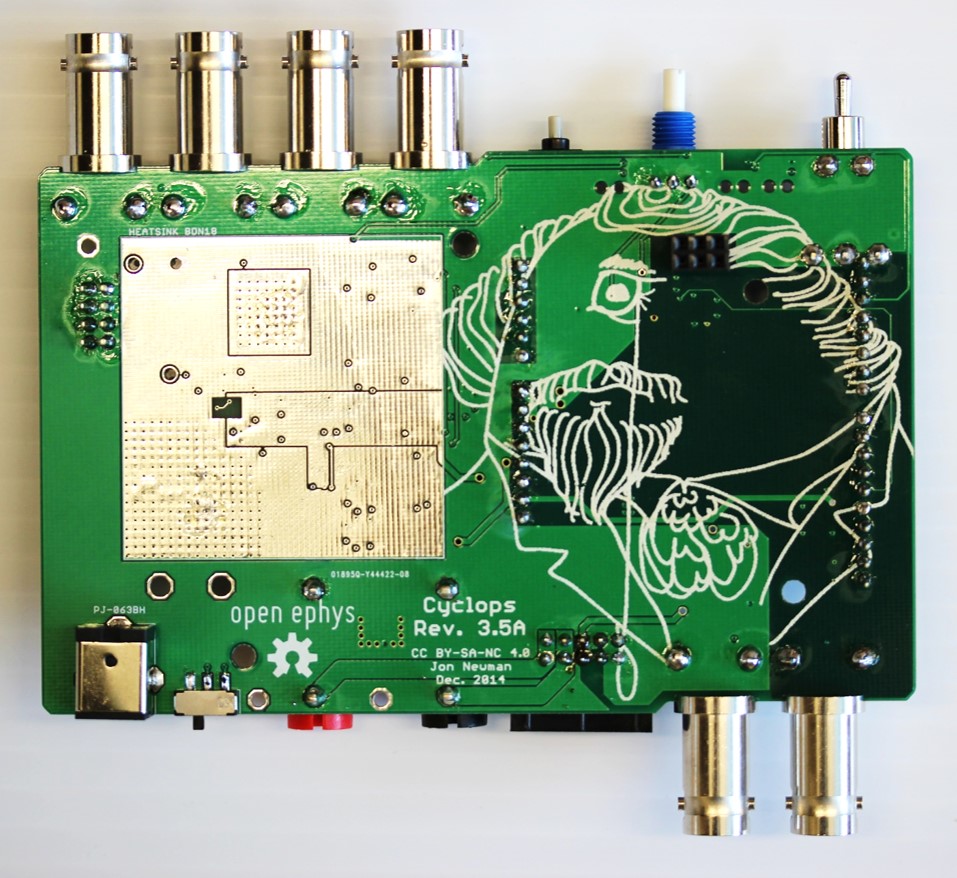 HEATSINK BDN18
01895Q-Y44422-08
PJ-063BH
open ephys
Cyclops
Rev. 3.5A
CC BY-SA-NC 4.0
Jon Newman
Dec. 2014